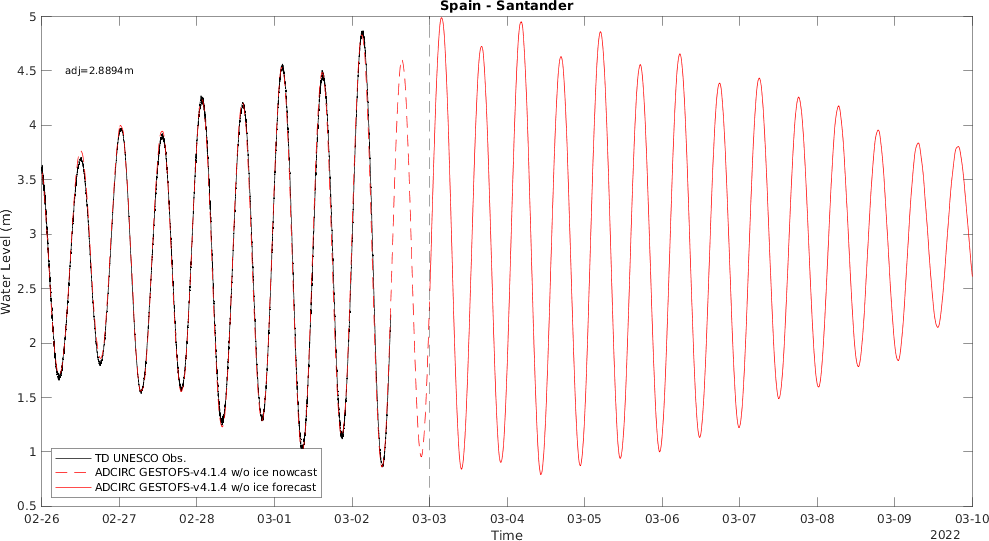 Spain - Santander
5
4.5
4
3.5
3
2.5
2
1.5
1
0.5
Water Level (m)
adj=2.8894m
TD UNESCO Obs.
ADCIRC GESTOFS-v4.1.4 w/o ice nowcast
ADCIRC GESTOFS-v4.1.4 w/o ice forecast
02-26 02-27 02-28 03-01 03-02 03-03 03-04 03-05 03-06 03-07 03-08 03-09 03-10
Time
2022